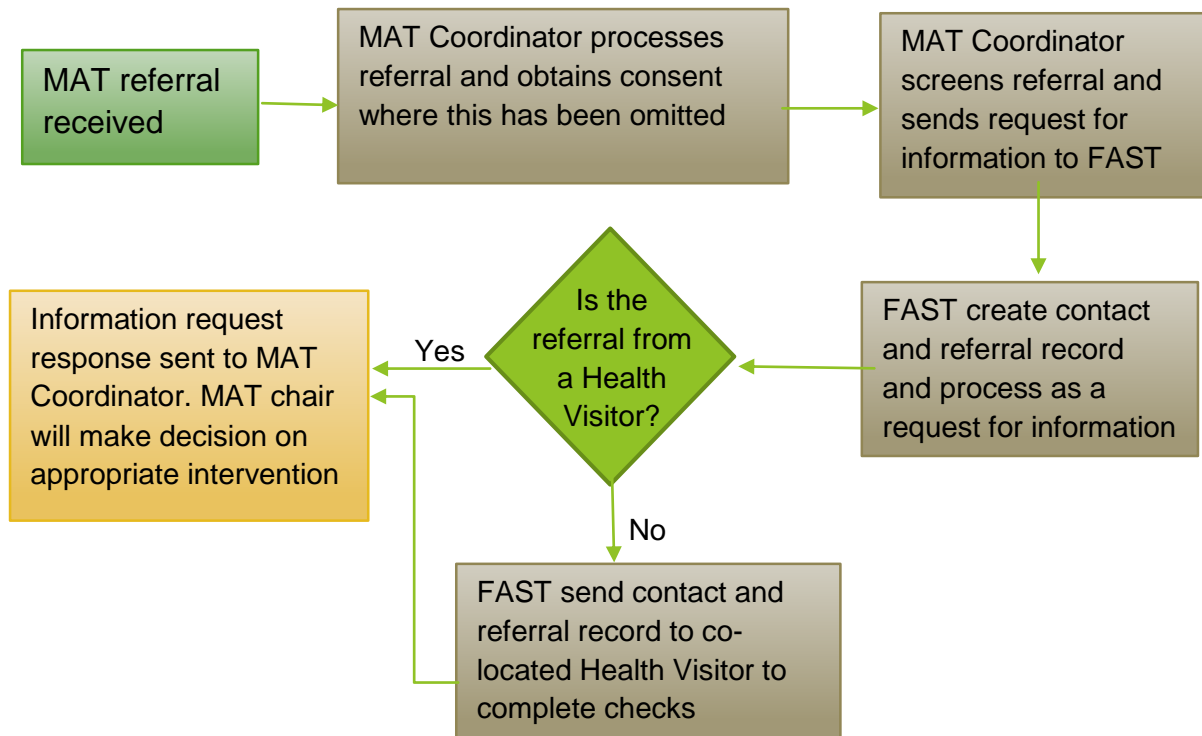 MAT referral
received
MAT Coordinator processes
referral and obtains consent
where this has been omitted
MAT Coordinator
screens referral and
sends request for
information to FAST
FAST create contact
and referral record
and process as a
request for information
Is the
referral from
a Health
Visitor?
Yes
No
Information request
response sent to MAT
Coordinator. MAT chair
will make decision on
appropriate intervention
FAST send contact and
referral record to co-
located Health Visitor to
complete checks